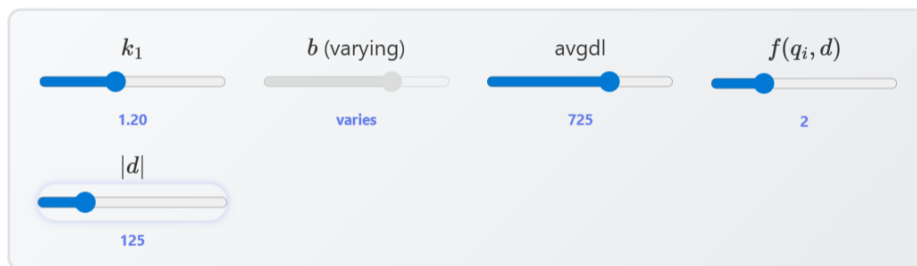 k₁
b (varying)
avgdl
f(qᵢ, d)
1.20
varies
725
2
|d|
125